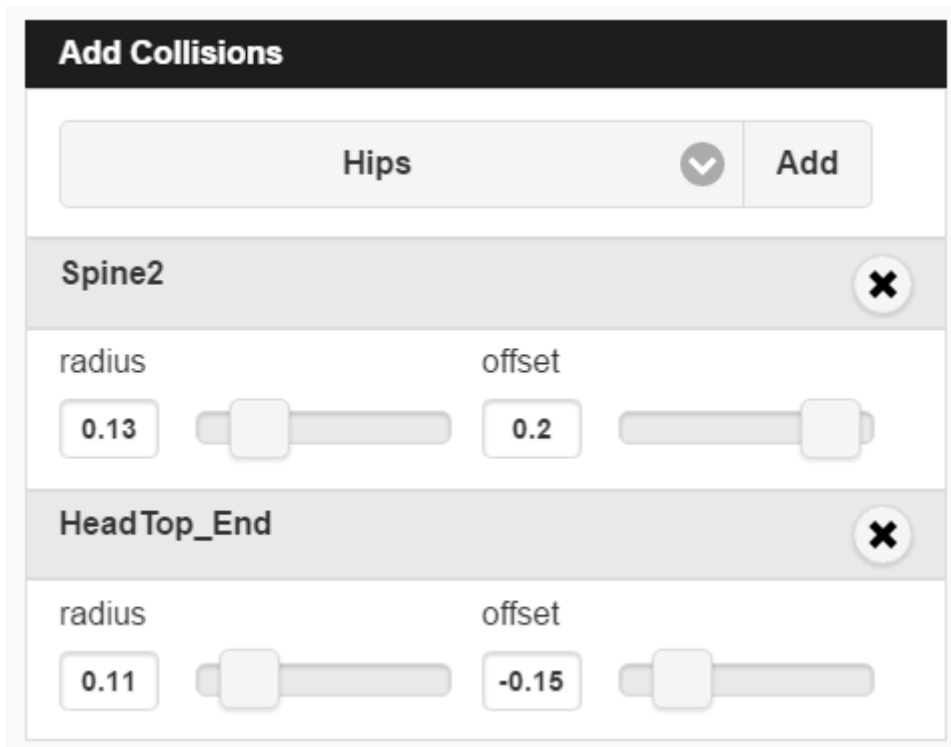 Add Collisions
Hips Add
Spine2
radius offset
0.13 0.2
HeadTop_End
radius offset
0.11 -0.15